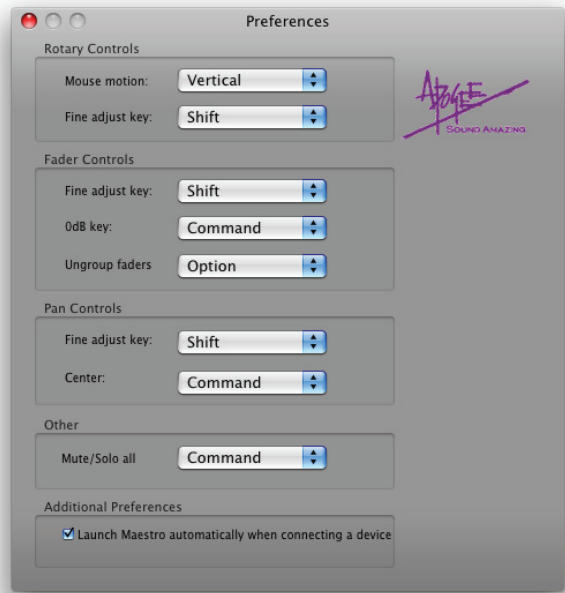 Preferences
Rotary Controls
Mouse motion: Vertical
Fine adjust key: Shift
APOGEE
SOUND AMAZING
Fader Controls
Fine adjust key: Shift
0dB key: Command
Ungroup faders Option
Pan Controls
Fine adjust key: Shift
Center: Command
Other
Mute/Solo all Command
Additional Preferences
Launch Maestro automatically when connecting a device